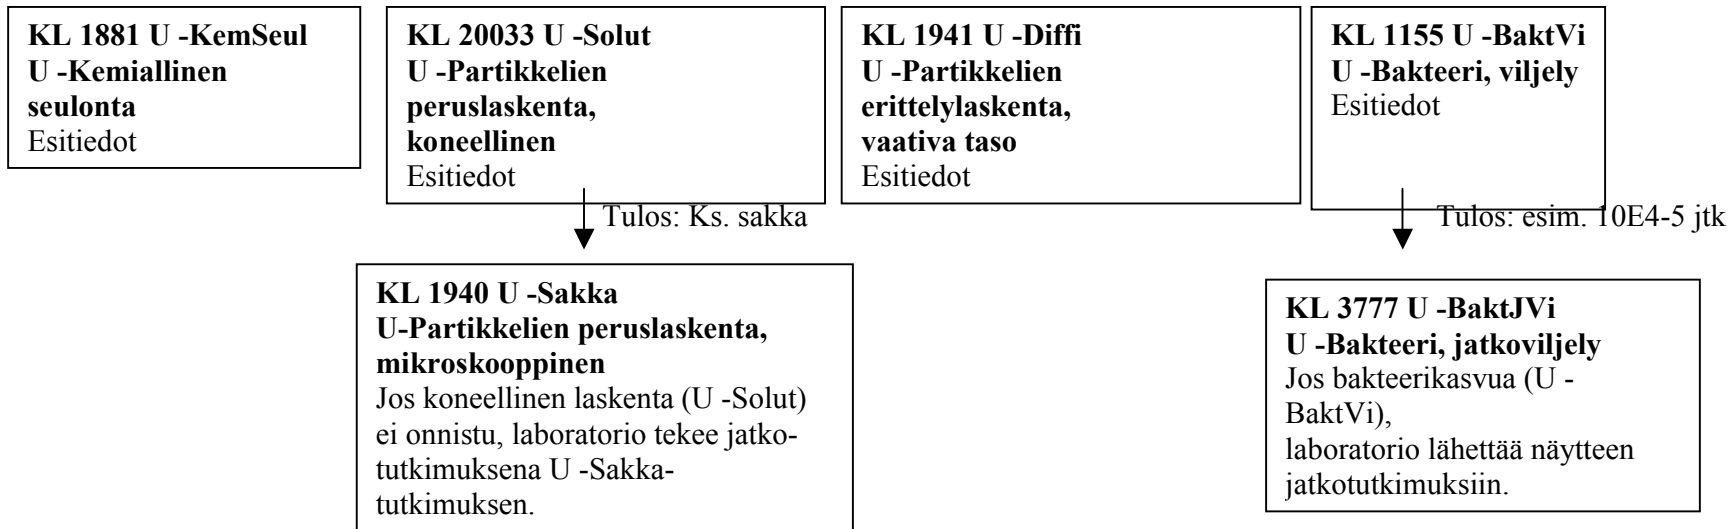 KL 1881 U -KemSeul
U -Kemiallinen
seulonta
Esitiedot
KL 20033 U -Solut
U -Partikkelien
peruslaskenta,
koneellinen
Esitiedot
KL 1941 U -Diffi
U -Partikkelien
erittelylaskenta,
vaativa taso
Esitiedot
KL 1155 U -BaktVi
U -Bakteeri, viljely
Esitiedot
Tulos: Ks. sakka
Tulos: esim. 10E4-5 jtk
KL 1940 U -Sakka
U-Partikkelien peruslaskenta,
mikroskooppinen
Jos koneellinen laskenta (U -Solut)
ei onnistu, laboratorio tekee jatko-
tutkimuksena U -Sakka-
tutkimuksen.
KL 3777 U -BaktJVi
U -Bakteeri, jatkoviljely
Jos bakteerikasvua (U -
BaktVi),
laboratorio lähettää näytteen
jatkotutkimuksiin.